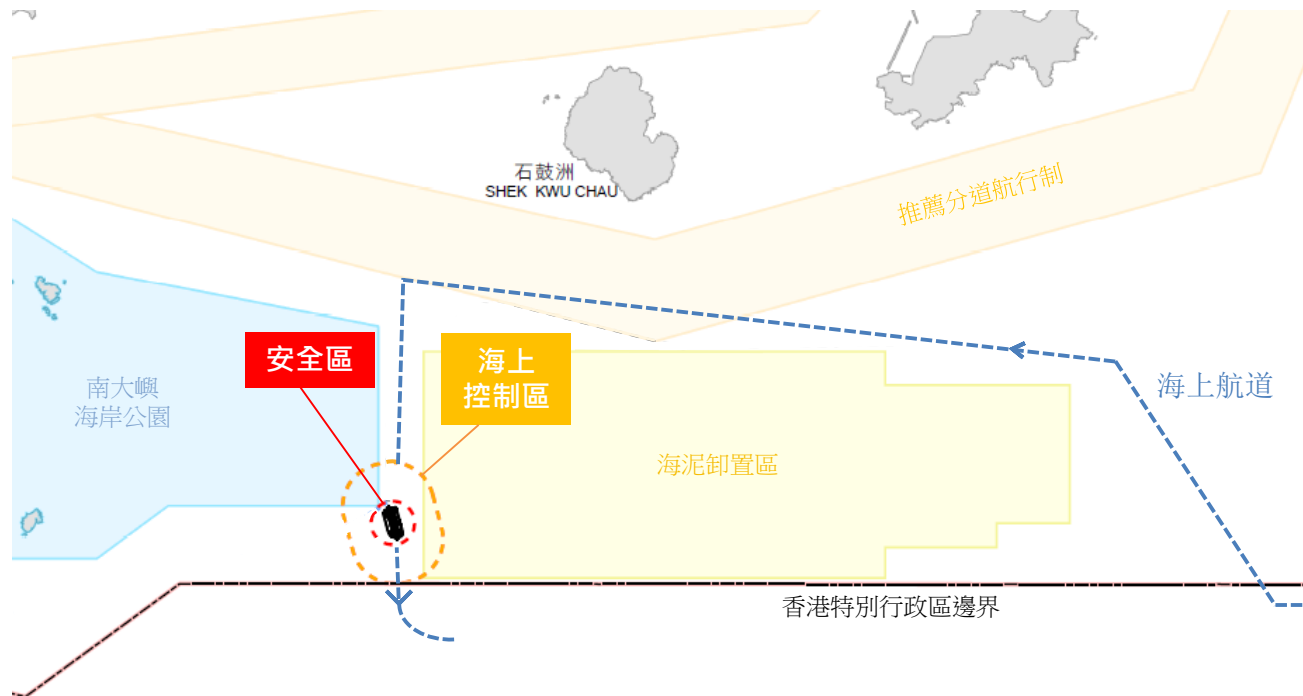 石鼓洲
SHEK KWU CHAU
推薦分道航行制
安全區
海上
控制區
南大嶼
海岸公園
海上航道
海泥卸置區
香港特別行政區邊界